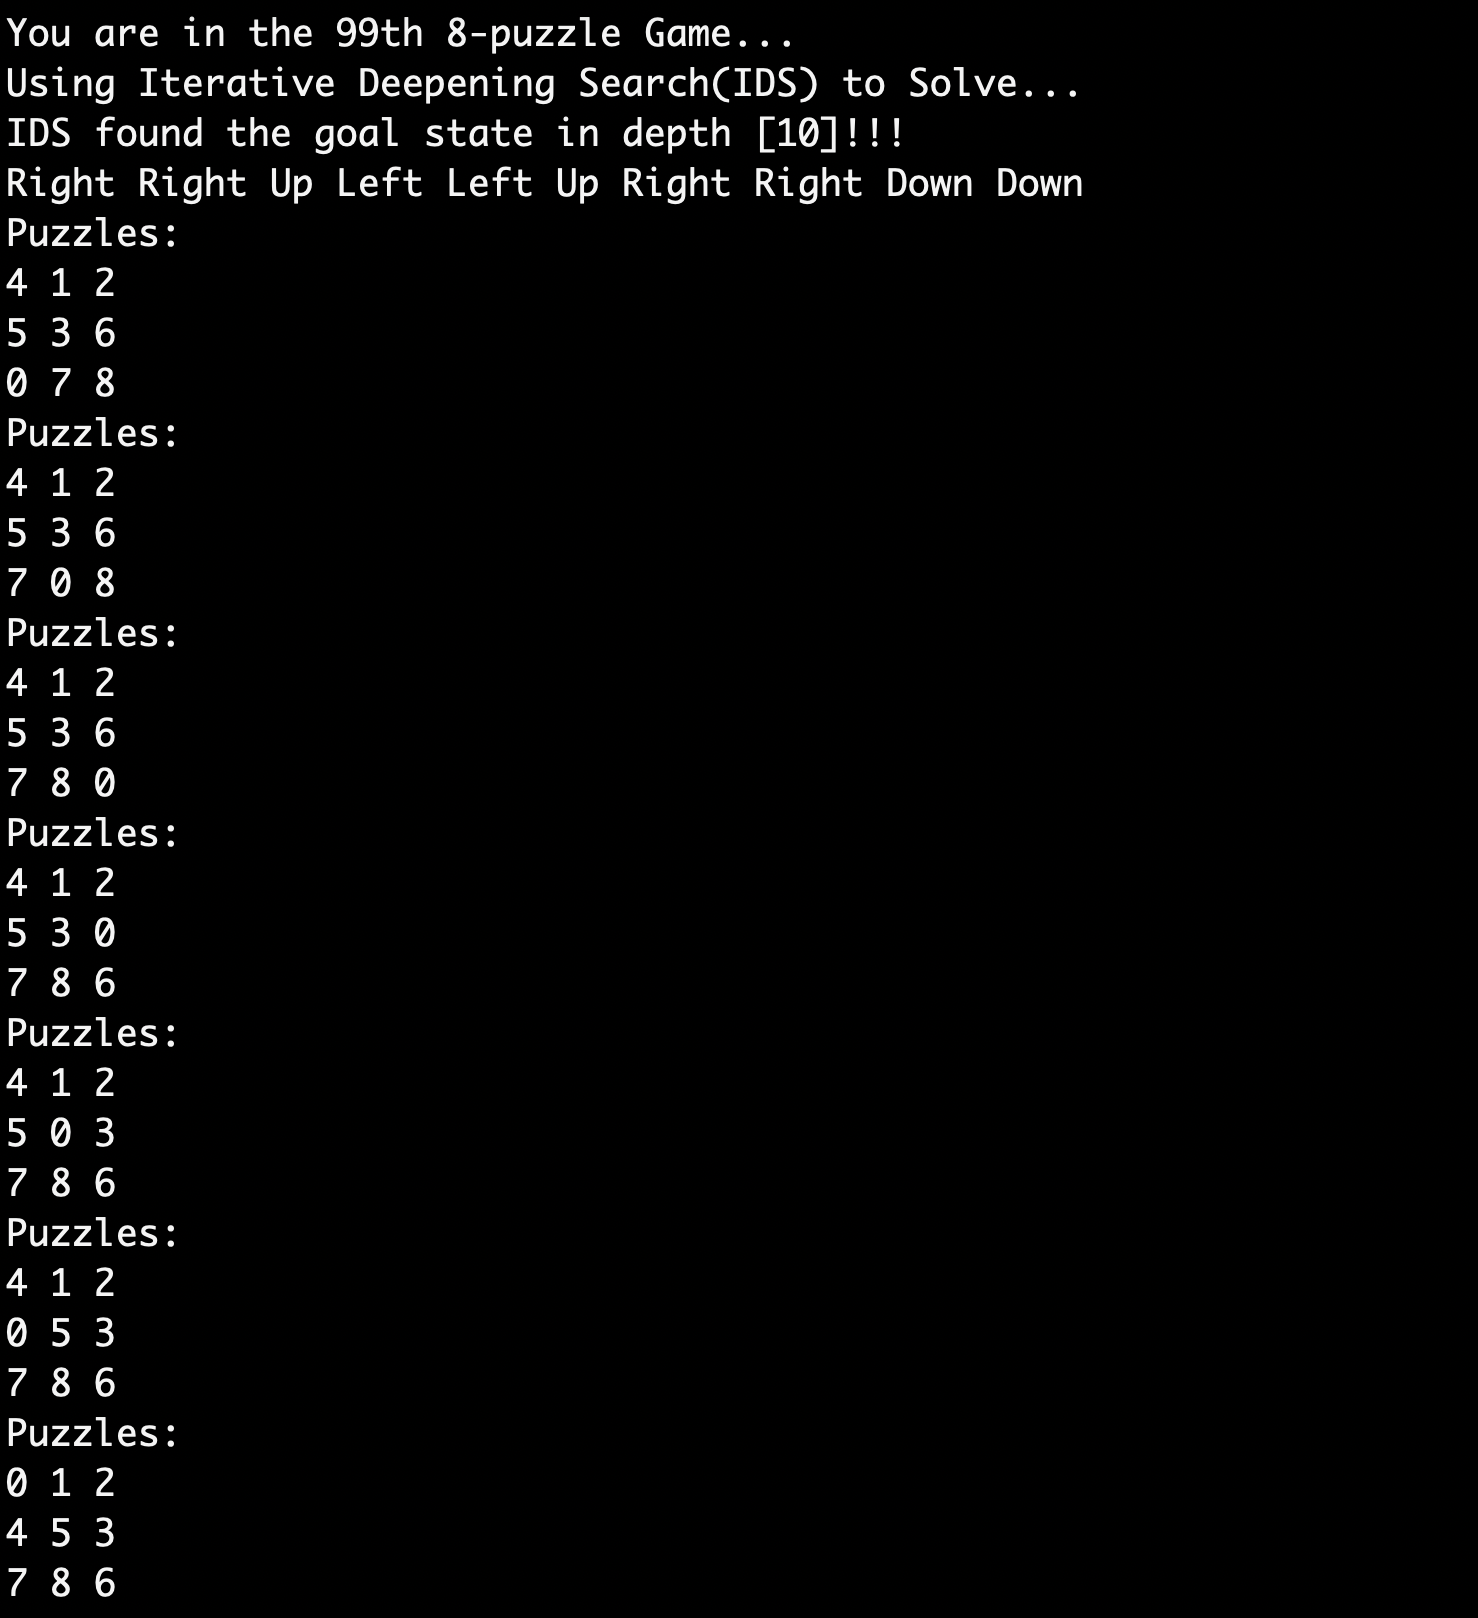 You are in the 99th 8-puzzle Game...
Using Iterative Deepening Search(IDS) to Solve...
IDS found the goal state in depth [10]!!!
Right Right Up Left Left Up Right Right Down Down
Puzzles:
4 1 2
5 3 6
0 7 8
Puzzles:
4 1 2
5 3 6
7 0 8
Puzzles:
4 1 2
5 3 6
7 8 0
Puzzles:
4 1 2
5 3 0
7 8 6
Puzzles:
4 1 2
5 0 3
7 8 6
Puzzles:
4 1 2
0 5 3
7 8 6
Puzzles:
0 1 2
4 5 3
7 8 6